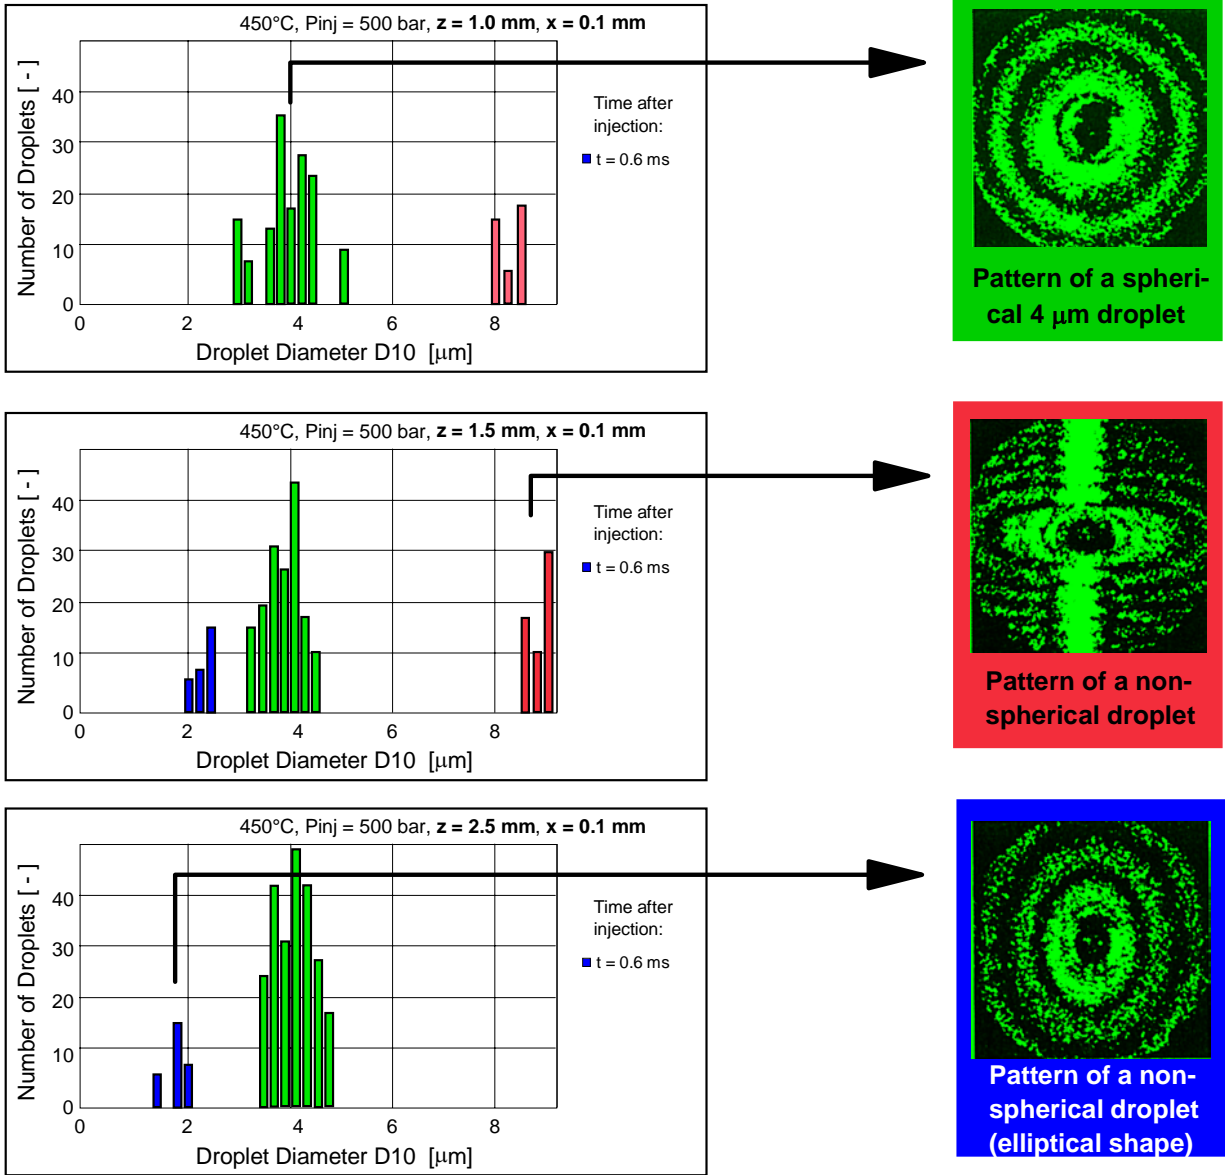 450°C, Pinj = 500 bar, z = 1.0 mm, x = 0.1 mm
Number of Droplets [ - ]
40
30
20
10
0
0 2 4 6 8
Droplet Diameter D10 [μm]
Time after
injection:
t = 0.6 ms
Pattern of a spheri-
cal 4 μm droplet
450°C, Pinj = 500 bar, z = 1.5 mm, x = 0.1 mm
Number of Droplets [ - ]
40
30
20
10
0
0 2 4 6 8
Droplet Diameter D10 [μm]
Time after
injection:
t = 0.6 ms
Pattern of a non-
spherical droplet
450°C, Pinj = 500 bar, z = 2.5 mm, x = 0.1 mm
Number of Droplets [ - ]
40
30
20
10
0
0 2 4 6 8
Droplet Diameter D10 [μm]
Time after
injection:
t = 0.6 ms
Pattern of a non-
spherical droplet
(elliptical shape)